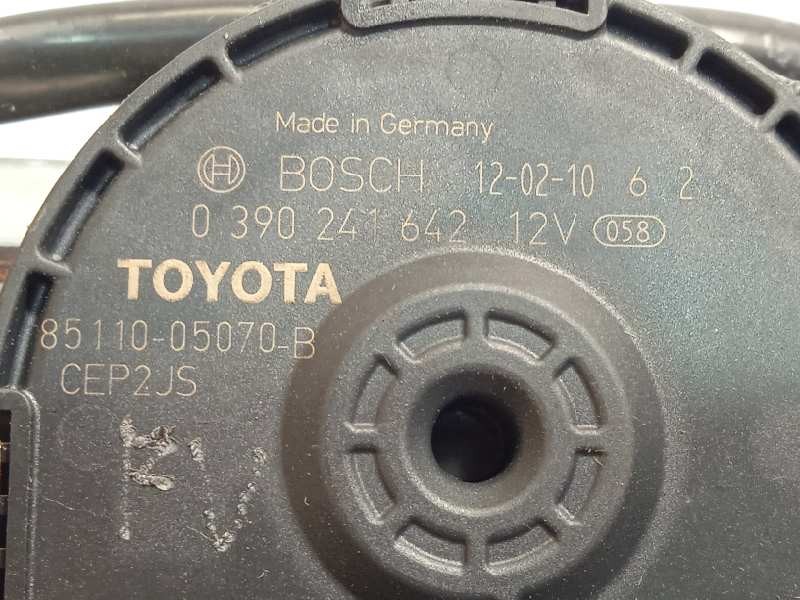 Made in Germany
BOSCH 12-02-10 6 2
0 390 241 642 12V 058
TOYOTA
85110-05070-B
CEP2JS
FV